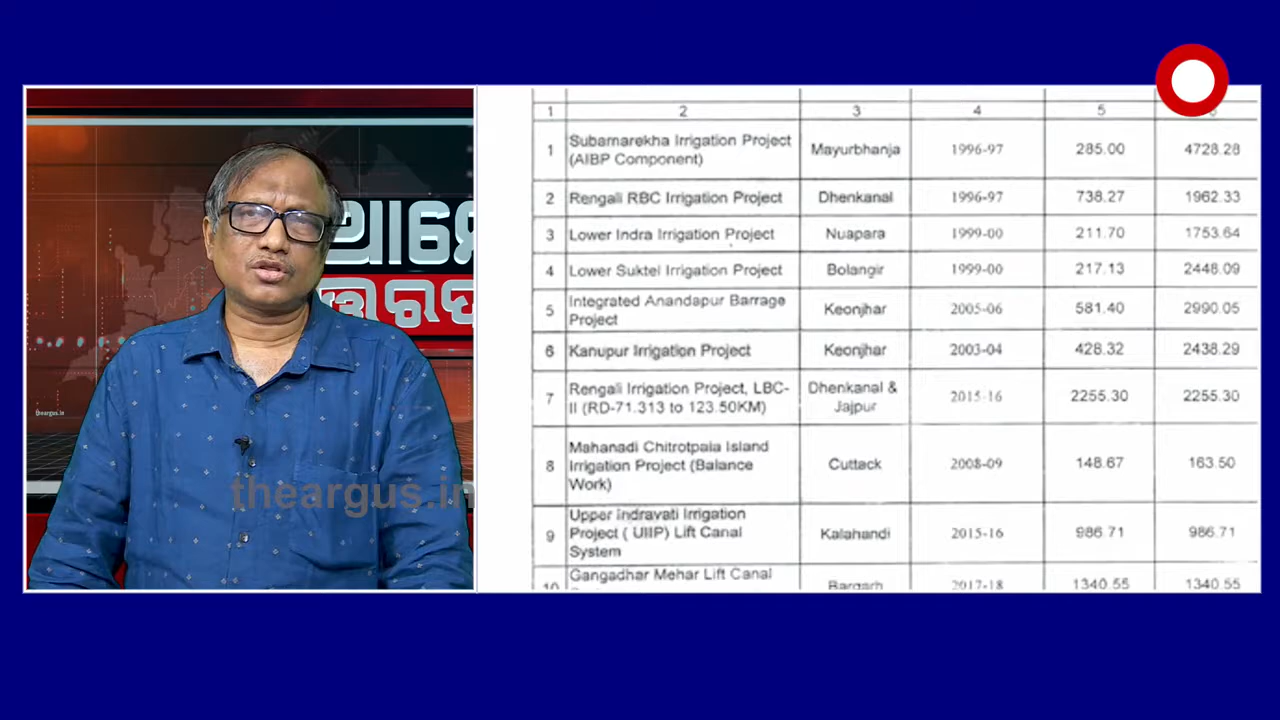 ଆମେ
ଭାରତ
theargus.in
theargus.in
1 2 3 4 5 6
1 Subarnarekha Irrigation Project (AIBP Component) Mayurbhanja 1996-97 285.00 4728.28
2 Rengali RBC Irrigation Project Dhenkanal 1996-97 738.27 1962.33
3 Lower Indra Irrigation Project Nuapara 1999-00 211.70 1753.64
4 Lower Suktel Irrigation Project Bolangir 1999-00 217.13 2448.09
5 Integrated Anandapur Barrage Project Keonjhar 2005-06 581.40 2990.05
6 Kanupur Irrigation Project Keonjhar 2003-04 428.32 2438.29
7 Rengali Irrigation Project, LBC-II (RD-71.313 to 123.50KM) Dhenkanal & Jajpur 2015-16 2255.30 2255.30
8 Mahanadi Chitrotpala Island Irrigation Project (Balance Work) Cuttack 2008-09 148.67 163.50
9 Upper Indravati Irrigation Project ( UIIP) Lift Canal System Kalahandi 2015-16 986.71 986.71
10 Gangadhar Mehar Lift Canal Bargarh 2017-18 1340.55 1340.55